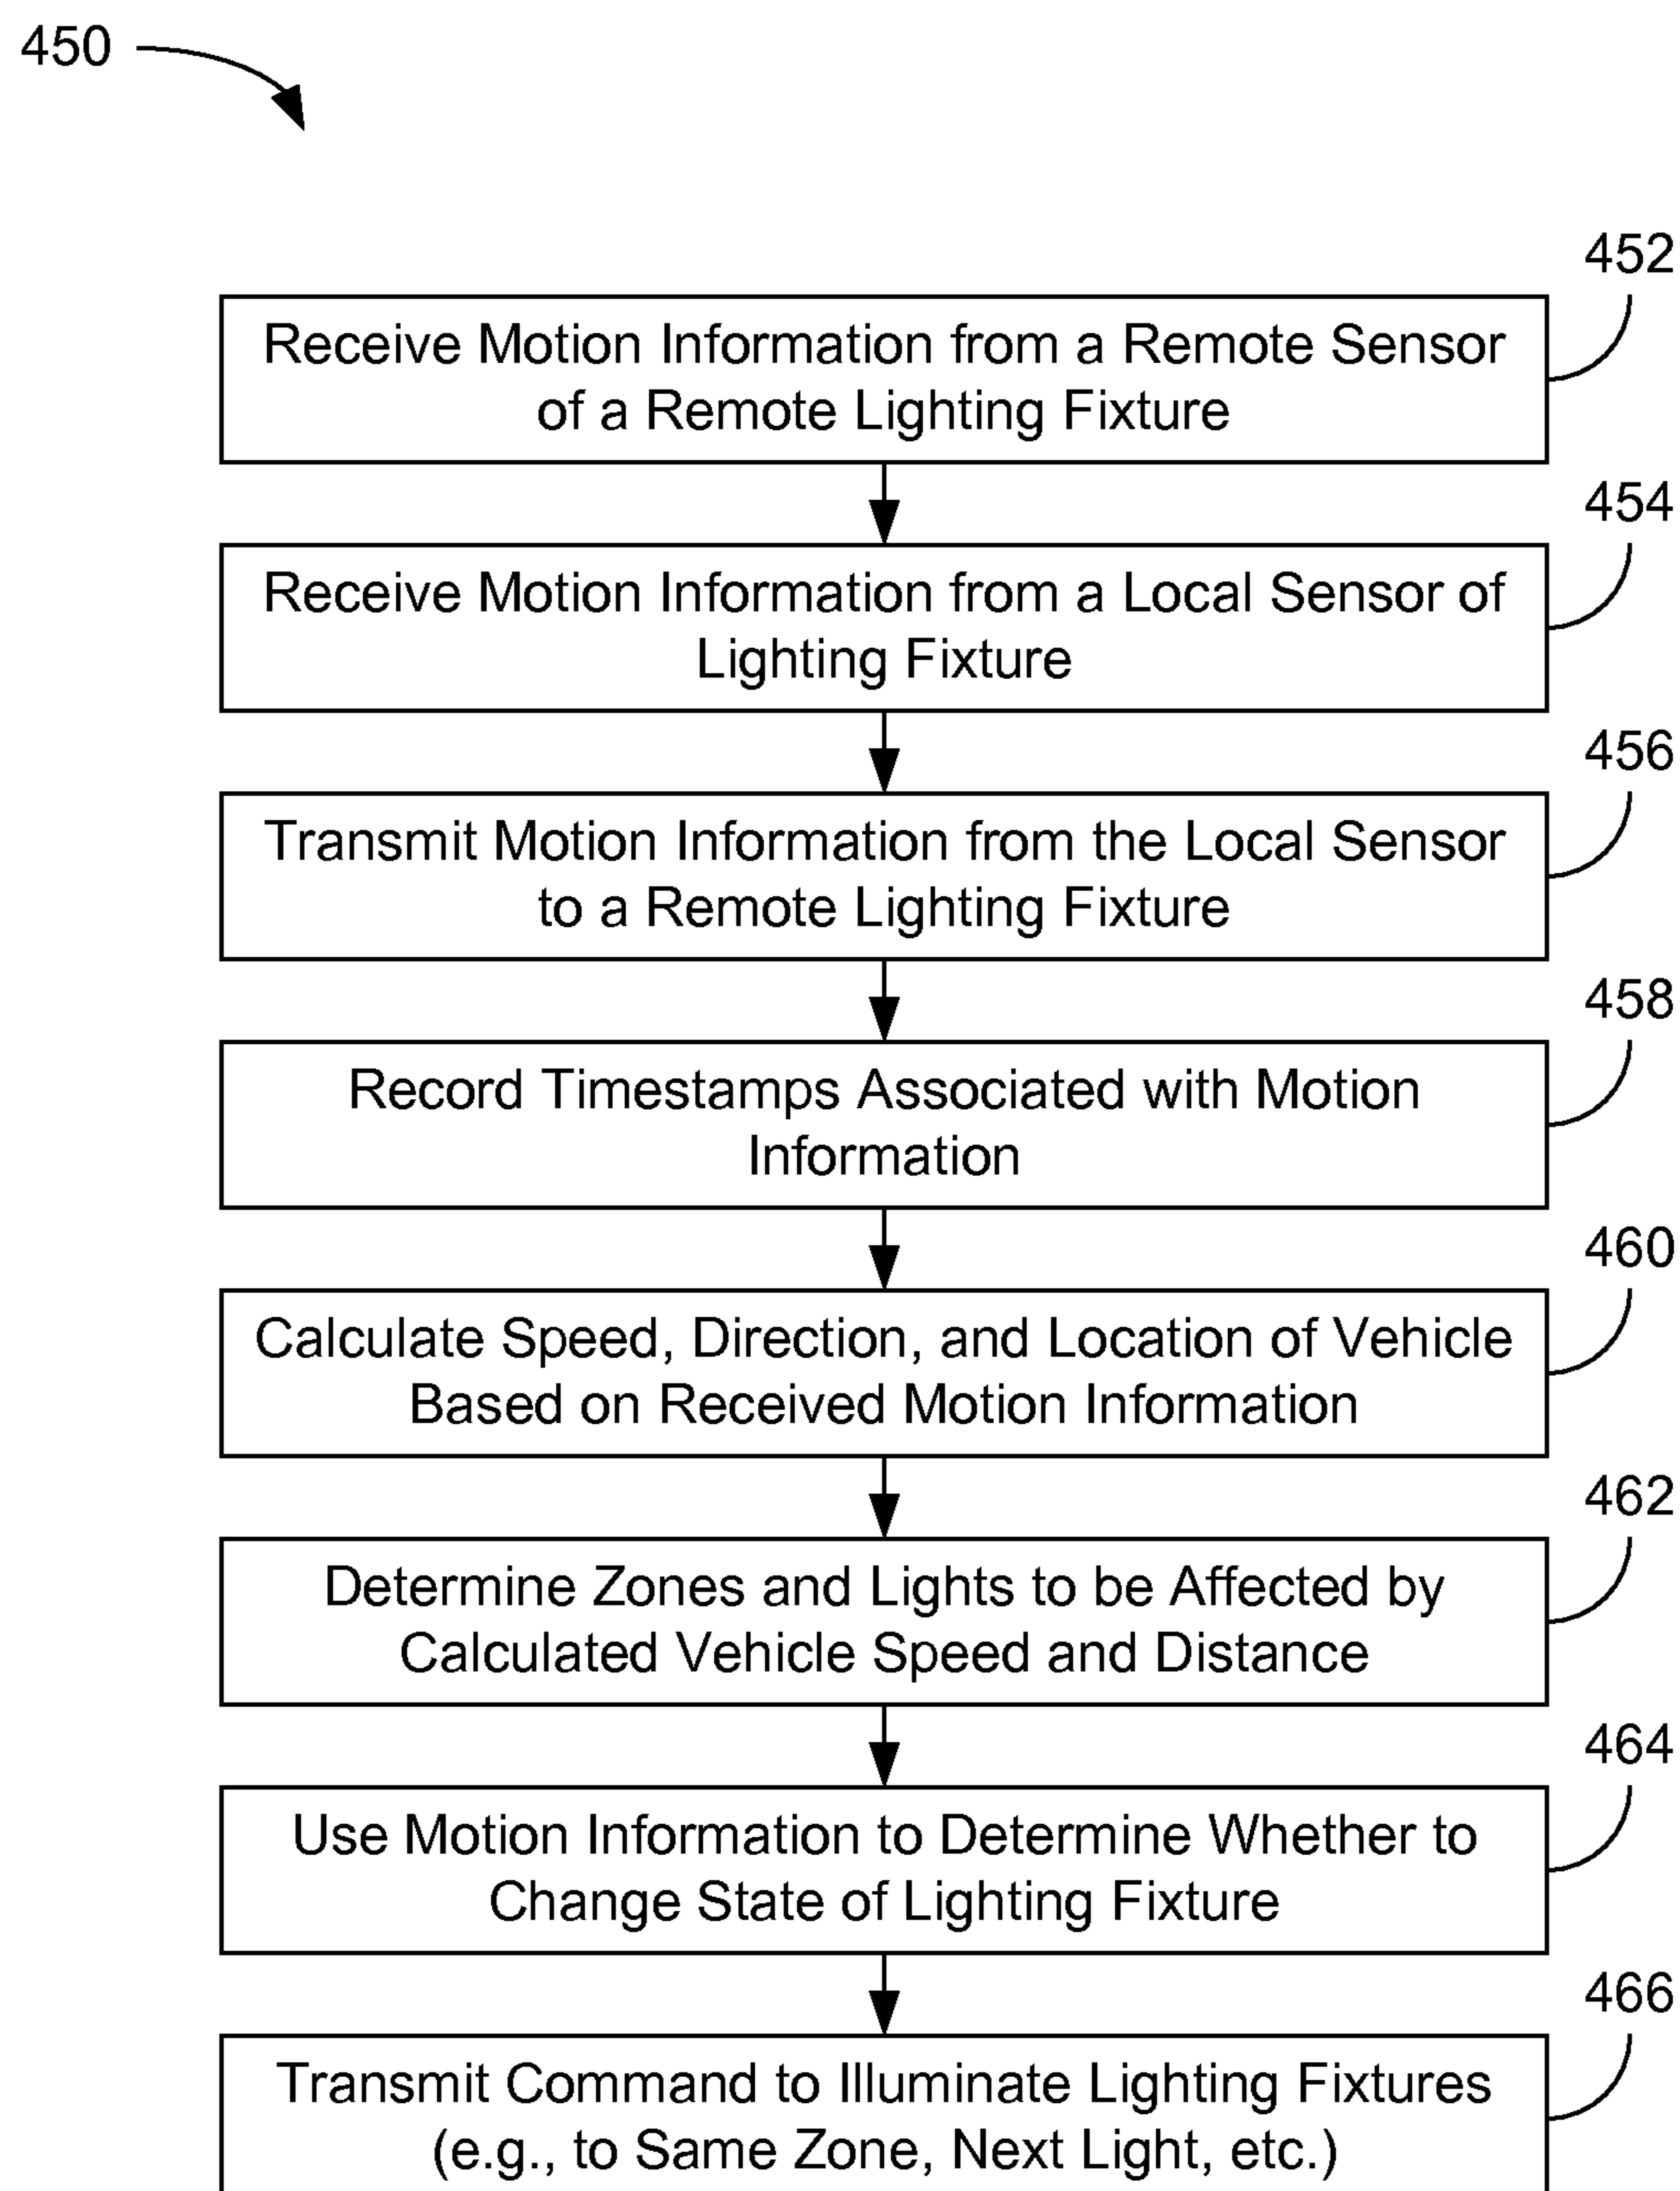 450
452
Receive Motion Information from a Remote Sensor
of a Remote Lighting Fixture
454
Receive Motion Information from a Local Sensor of
Lighting Fixture
456
Transmit Motion Information from the Local Sensor
to a Remote Lighting Fixture
458
Record Timestamps Associated with Motion
Information
460
Calculate Speed, Direction, and Location of Vehicle
Based on Received Motion Information
462
Determine Zones and Lights to be Affected by
Calculated Vehicle Speed and Distance
464
Use Motion Information to Determine Whether to
Change State of Lighting Fixture
466
Transmit Command to Illuminate Lighting Fixtures
(e.g., to Same Zone, Next Light, etc.)